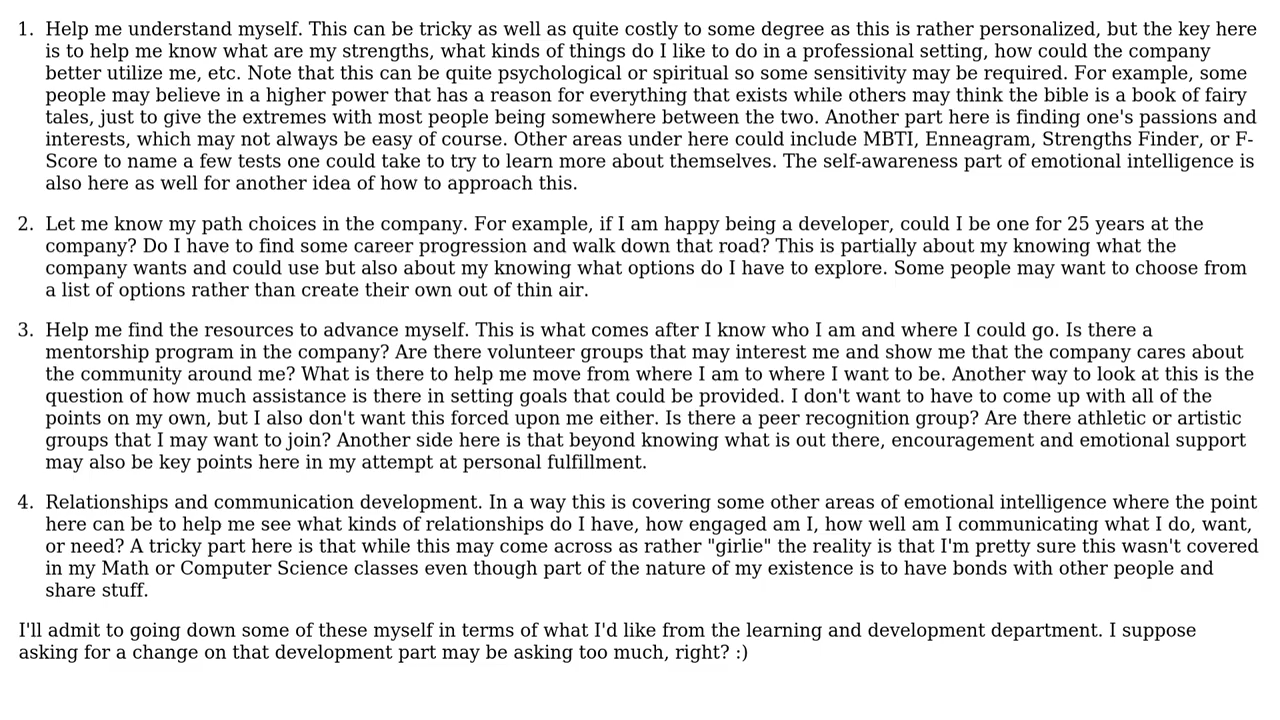 1. Help me understand myself. This can be tricky as well as quite costly to some degree as this is rather personalized, but the key here
is to help me know what are my strengths, what kinds of things do I like to do in a professional setting, how could the company
better utilize me, etc. Note that this can be quite psychological or spiritual so some sensitivity may be required. For example, some
people may believe in a higher power that has a reason for everything that exists while others may think the bible is a book of fairy
tales, just to give the extremes with most people being somewhere between the two. Another part here is finding one's passions and
interests, which may not always be easy of course. Other areas under here could include MBTI, Enneagram, Strengths Finder, or F-
Score to name a few tests one could take to try to learn more about themselves. The self-awareness part of emotional intelligence is
also here as well for another idea of how to approach this.
2. Let me know my path choices in the company. For example, if I am happy being a developer, could I be one for 25 years at the
company? Do I have to find some career progression and walk down that road? This is partially about my knowing what the
company wants and could use but also about my knowing what options do I have to explore. Some people may want to choose from
a list of options rather than create their own out of thin air.
3. Help me find the resources to advance myself. This is what comes after I know who I am and where I could go. Is there a
mentorship program in the company? Are there volunteer groups that may interest me and show me that the company cares about
the community around me? What is there to help me move from where I am to where I want to be. Another way to look at this is the
question of how much assistance is there in setting goals that could be provided. I don't want to have to come up with all of the
points on my own, but I also don't want this forced upon me either. Is there a peer recognition group? Are there athletic or artistic
groups that I may want to join? Another side here is that beyond knowing what is out there, encouragement and emotional support
may also be key points here in my attempt at personal fulfillment.
4. Relationships and communication development. In a way this is covering some other areas of emotional intelligence where the point
here can be to help me see what kinds of relationships do I have, how engaged am I, how well am I communicating what I do, want,
or need? A tricky part here is that while this may come across as rather "girlie" the reality is that I'm pretty sure this wasn't covered
in my Math or Computer Science classes even though part of the nature of my existence is to have bonds with other people and
share stuff.
I'll admit to going down some of these myself in terms of what I'd like from the learning and development department. I suppose
asking for a change on that development part may be asking too much, right? :)